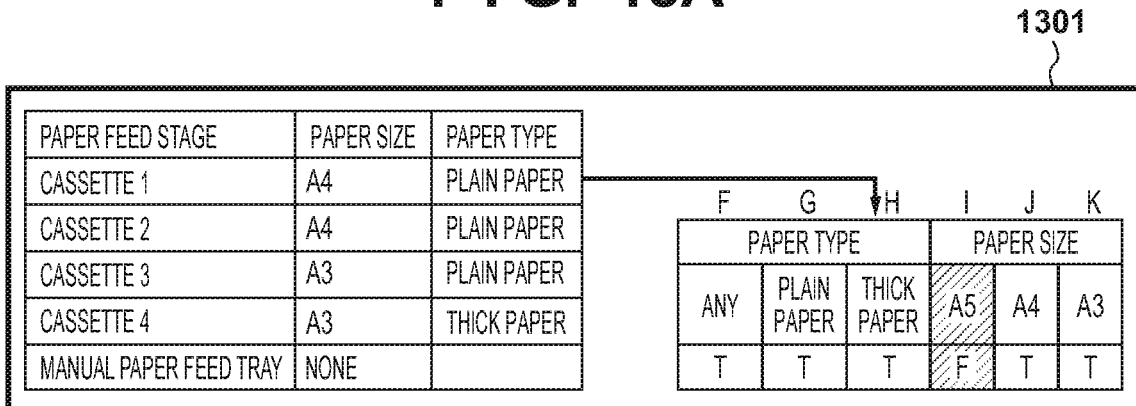 1301
PAPER FEED STAGE PAPER SIZE PAPER TYPE
CASSETTE 1 A4 PLAIN PAPER
CASSETTE 2 A4 PLAIN PAPER
CASSETTE 3 A3 PLAIN PAPER
CASSETTE 4 A3 THICK PAPER
MANUAL PAPER FEED TRAY NONE
F G H I J K
PAPER TYPE PAPER SIZE
ANY PLAIN PAPER THICK PAPER A5 A4 A3
T T T F T T